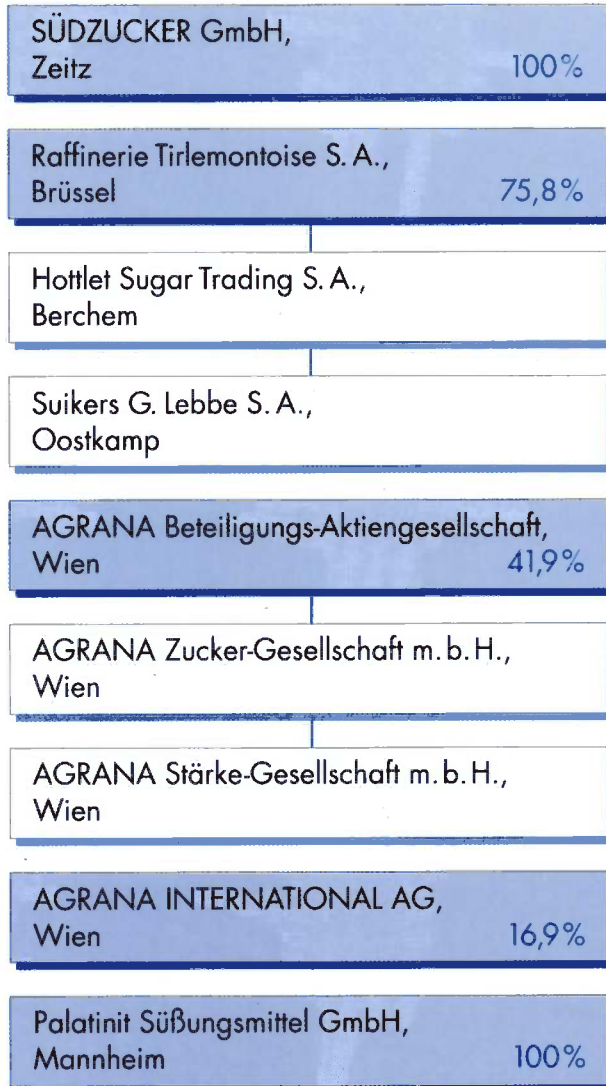 SÜDZUCKER GmbH,
Zeitz 100%
Raffinerie Tirlemontoise S. A.,
Brüssel 75,8%
Hottlet Sugar Trading S. A.,
Berchem
Suikers G. Lebbe S. A.,
Oostkamp
AGRANA Beteiligungs-Aktiengesellschaft,
Wien 41,9%
AGRANA Zucker-Gesellschaft m. b. H.,
Wien
AGRANA Stärke-Gesellschaft m. b. H.,
Wien
AGRANA INTERNATIONAL AG,
Wien 16,9%
Palatinit Süßungsmittel GmbH,
Mannheim 100%